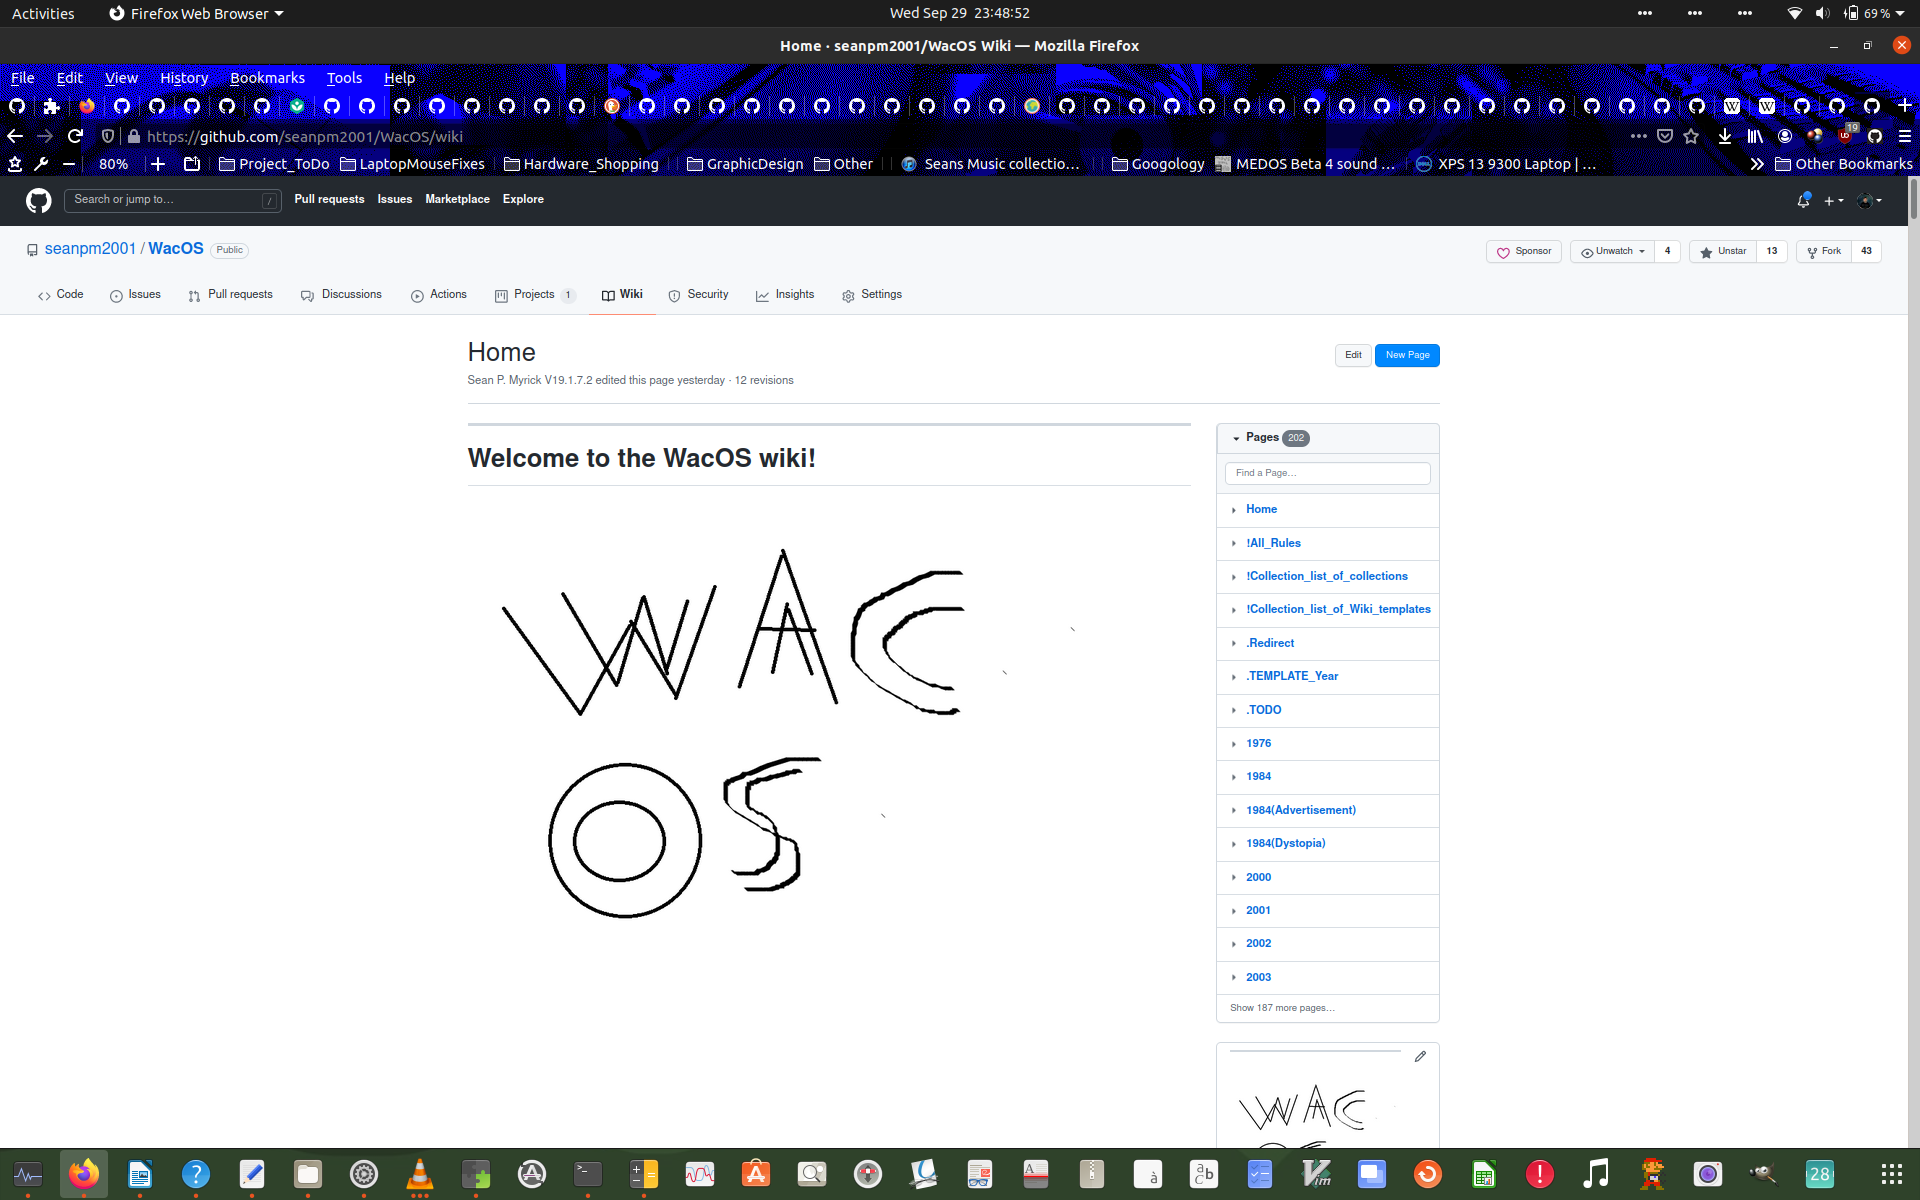 Activities Firefox Web Browser Wed Sep 29 23:48:52 69 %
Home · seanpm2001/WacOS Wiki — Mozilla Firefox
File Edit View History Bookmarks Tools Help
https://github.com/seanpm2001/WacOS/wiki 19
80% Project_ToDo LaptopMouseFixes Hardware_Shopping GraphicDesign Other Seans Music collectio… Googology MEDOS Beta 4 sound … XPS 13 9300 Laptop | … Other Bookmarks
Search or jump to… / Pull requests Issues Marketplace Explore
seanpm2001 / WacOS Public Sponsor Unwatch 4 Unstar 13 Fork 43
Code Issues Pull requests Discussions Actions Projects 1 Wiki Security Insights Settings
Home Edit New Page
Sean P. Myrick V19.1.7.2 edited this page yesterday · 12 revisions
Welcome to the WacOS wiki!
WAC
OS
Pages 202
Find a Page…
Home
!All_Rules
!Collection_list_of_collections
!Collection_list_of_Wiki_templates
.Redirect
.TEMPLATE_Year
.TODO
1976
1984
1984(Advertisement)
1984(Dystopia)
2000
2001
2002
2003
Show 187 more pages…
WAC
28